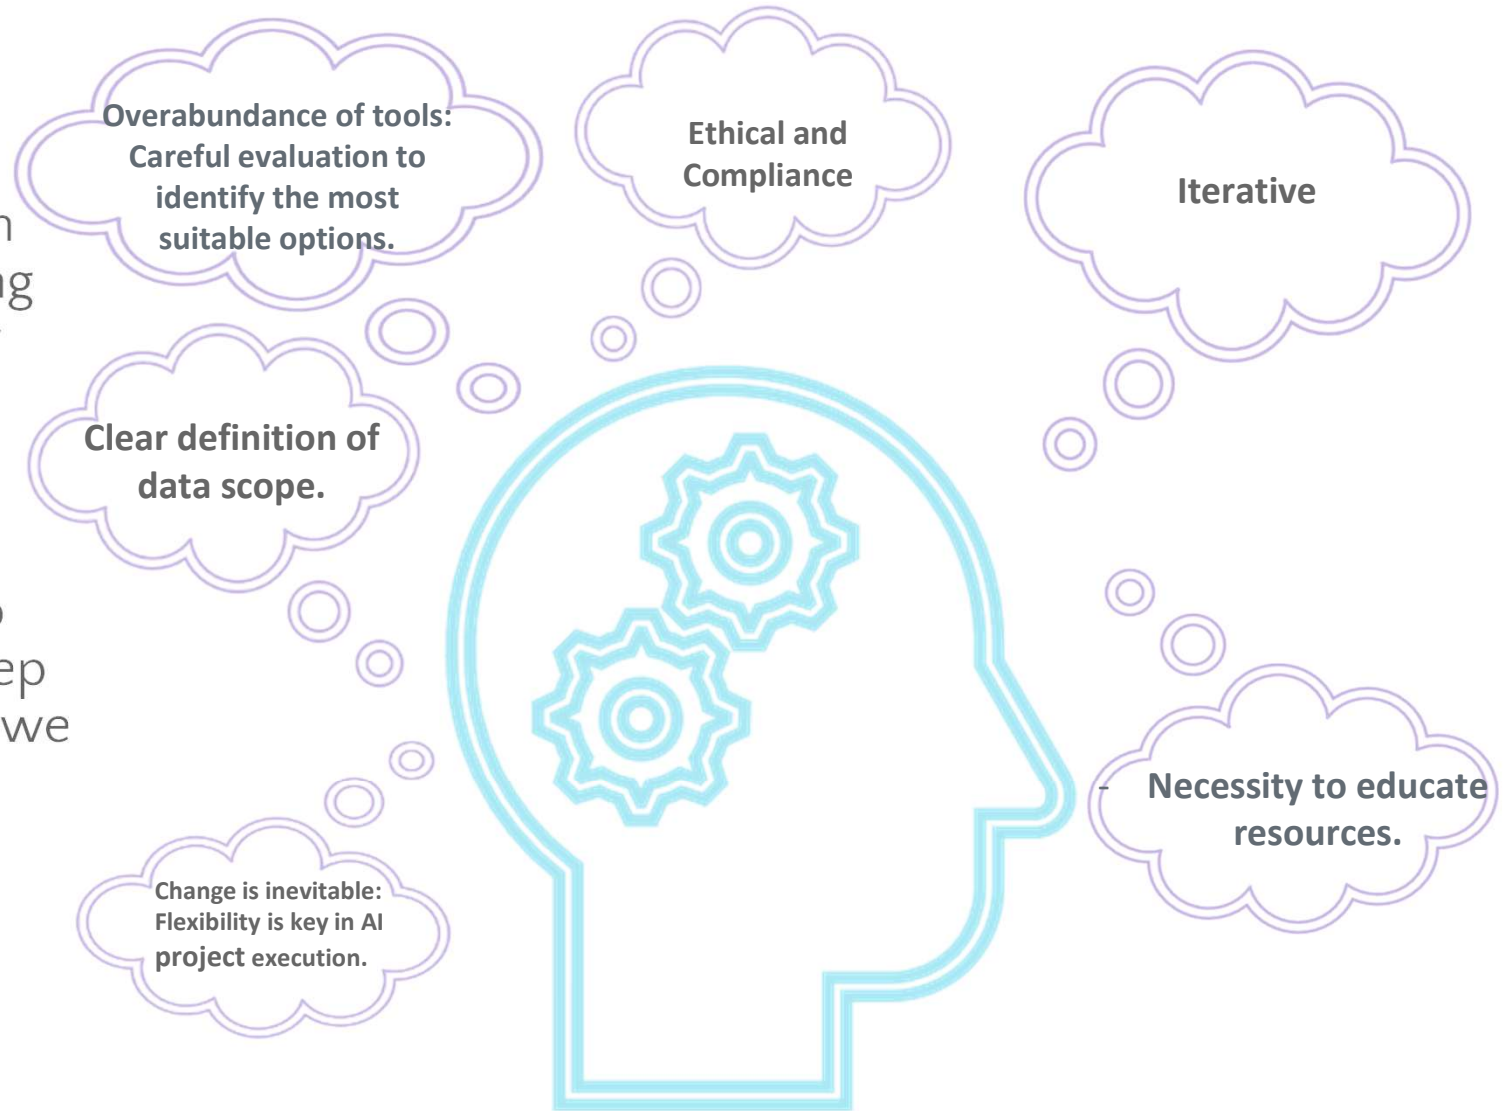 Overabundance of tools:
Careful evaluation to
identify the most
suitable options.
Ethical and
Compliance
Iterative
Clear definition of
data scope.
Change is inevitable:
Flexibility is key in AI
project execution.
- Necessity to educate
resources.
we